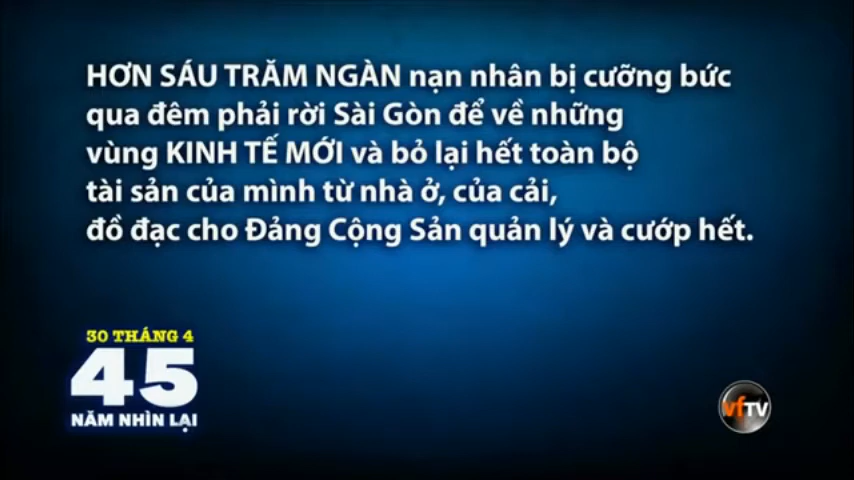 HƠN SÁU TRĂM NGÀN nạn nhân bị cưỡng bức
qua đêm phải rời Sài Gòn để về những
vùng KINH TẾ MỚI và bỏ lại hết toàn bộ
tài sản của mình từ nhà ở, của cải,
đồ đạc cho Đảng Cộng Sản quản lý và cướp hết.
30 THÁNG 4
45
NĂM NHÌN LẠI
vfTV